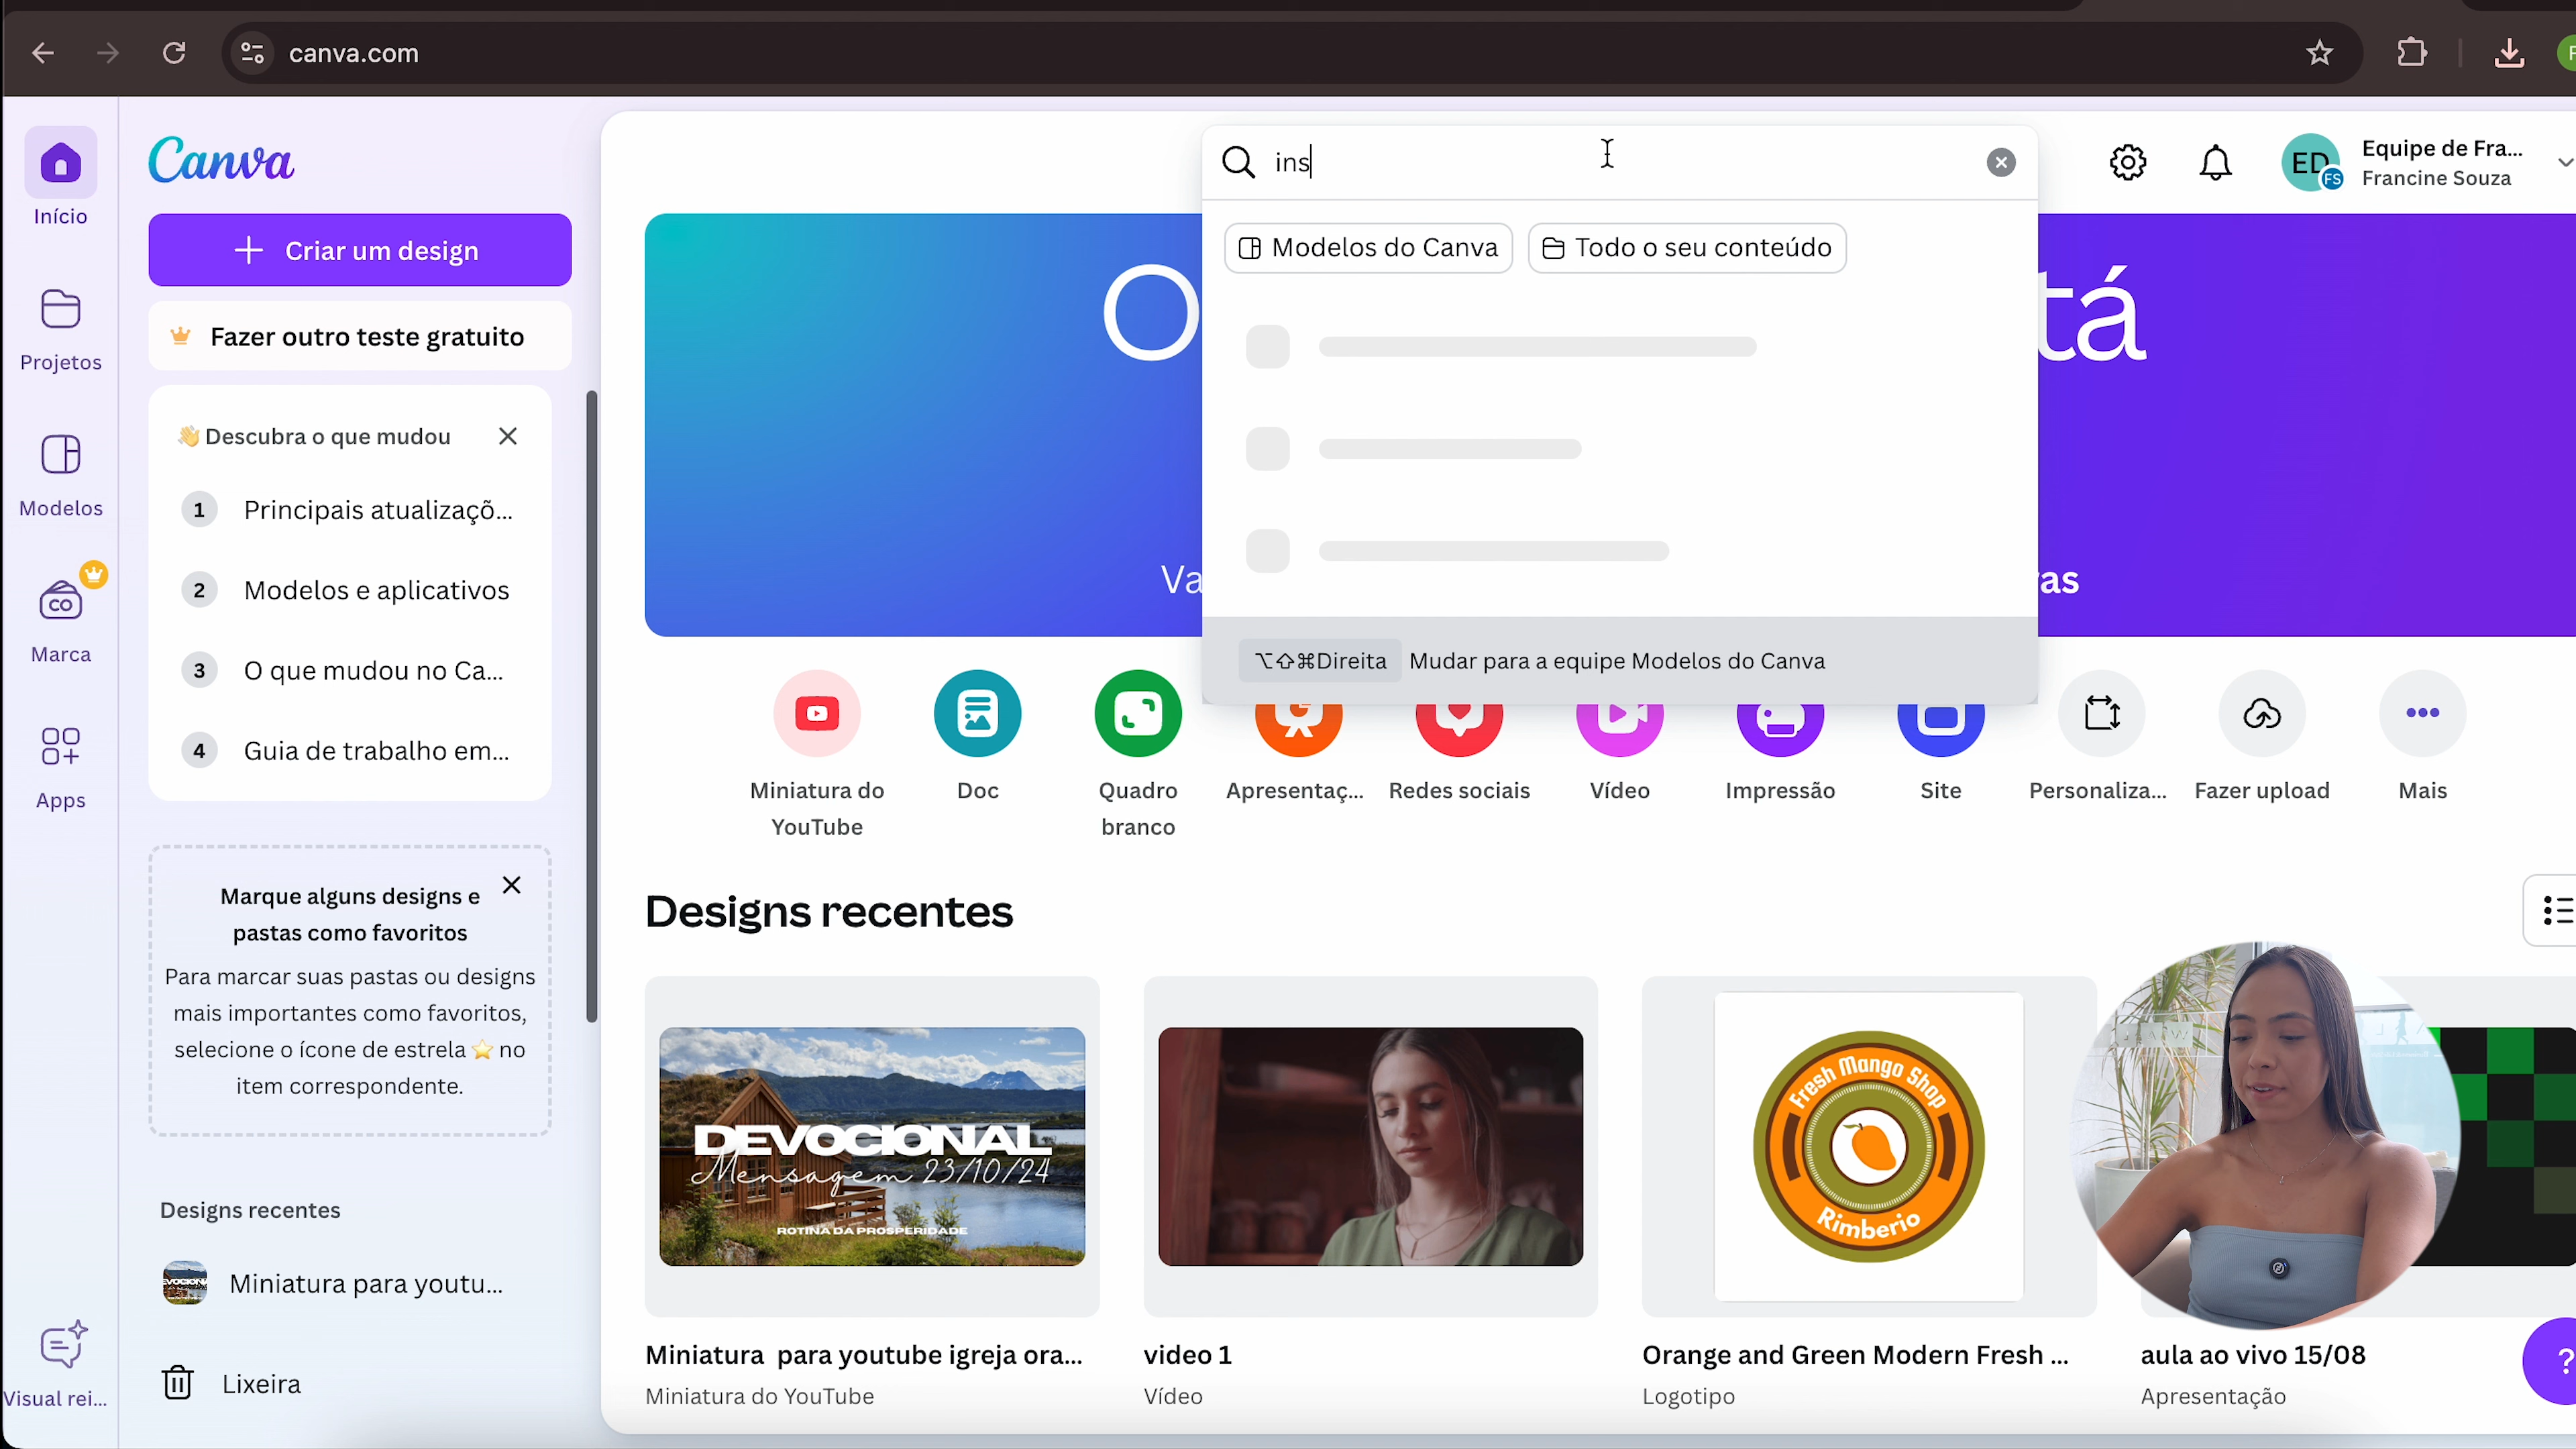 canva.com
F
Início
Projetos
Modelos
CO
Marca
Apps
Visual rei...
Canva
Criar um design
Fazer outro teste gratuito
👋 Descubra o que mudou
1 Principais atualizaçõ...
2 Modelos e aplicativos
3 O que mudou no Ca...
4 Guia de trabalho em...
Marque alguns designs e
pastas como favoritos
Para marcar suas pastas ou designs
mais importantes como favoritos,
selecione o ícone de estrela ⭐ no
item correspondente.
Designs recentes
Miniatura para youtu...
Lixeira
ins
Modelos do Canva
Todo o seu conteúdo
⌥⇧⌘Direita Mudar para a equipe Modelos do Canva
ED
FS
Equipe de Fra...
Francine Souza
O
tá
Va
ras
Miniatura do
YouTube
Doc
Quadro
branco
Apresentaç...
Redes sociais
Vídeo
Impressão
Site
Personaliza...
Fazer upload
Mais
Designs recentes
DEVOCIONAL
Mensagem 23/10/24
ROTINA DA PROSPERIDADE
Fresh Mango Shop
Rimberio
Miniatura para youtube igreja ora...
Miniatura do YouTube
video 1
Vídeo
Orange and Green Modern Fresh ...
Logotipo
aula ao vivo 15/08
Apresentação
?